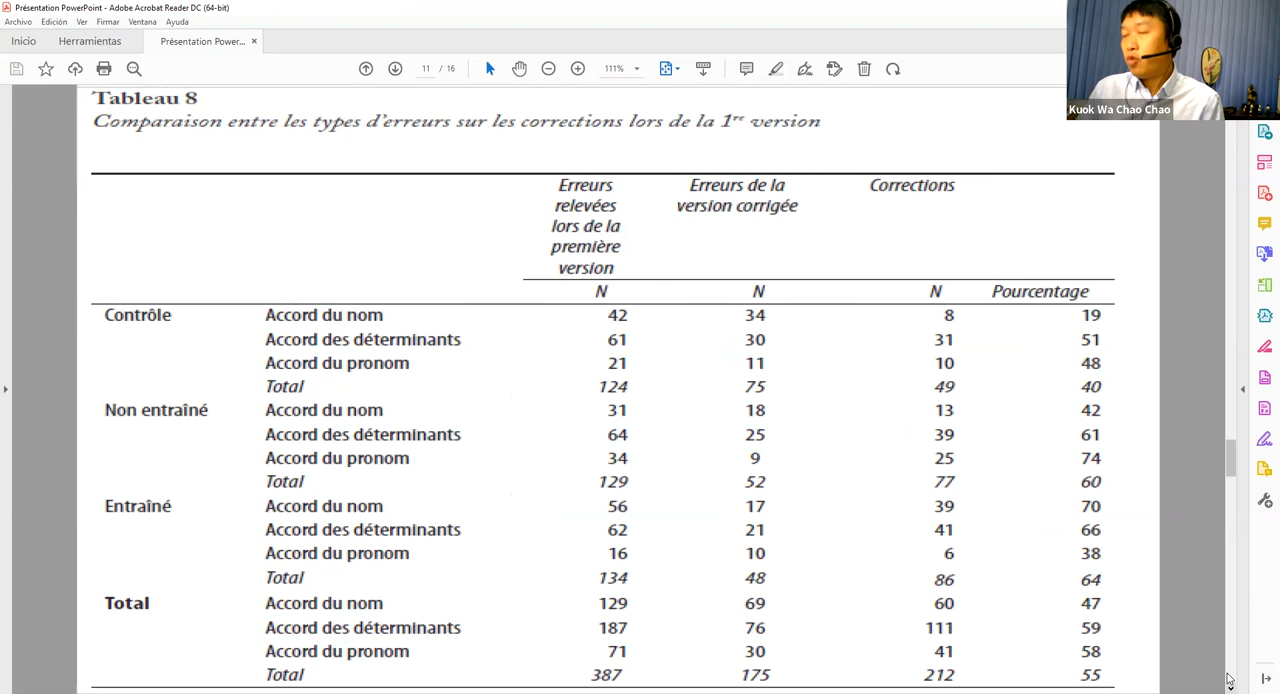 Présentation PowerPoint - Adobe Acrobat Reader DC (64-bit)
Archivo Edición Ver Firmar Ventana Ayuda
Inicio Herramientas Présentation Power... ×
11 / 16 111%
Kuok Wa Chao Chao
Tableau 8
Comparaison entre les types d'erreurs sur les corrections lors de la 1re version
Erreurs relevées lors de la première version
Erreurs de la version corrigée
Corrections
N N N Pourcentage
Contrôle Accord du nom 42 34 8 19
Accord des déterminants 61 30 31 51
Accord du pronom 21 11 10 48
Total 124 75 49 40
Non entraîné Accord du nom 31 18 13 42
Accord des déterminants 64 25 39 61
Accord du pronom 34 9 25 74
Total 129 52 77 60
Entraîné Accord du nom 56 17 39 70
Accord des déterminants 62 21 41 66
Accord du pronom 16 10 6 38
Total 134 48 86 64
Total Accord du nom 129 69 60 47
Accord des déterminants 187 76 111 59
Accord du pronom 71 30 41 58
Total 387 175 212 55